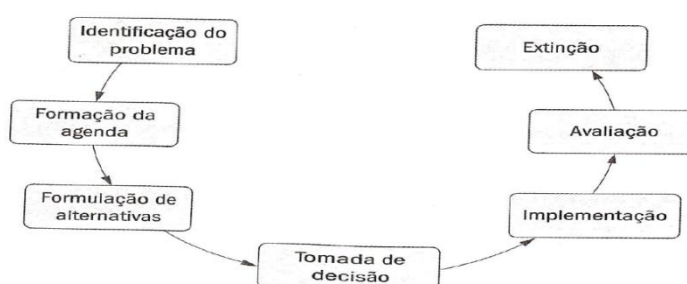 Identificação do
problema
Formação da
agenda
Formulação de
alternativas
Tomada de
decisão
Implementação
Avaliação
Extinção